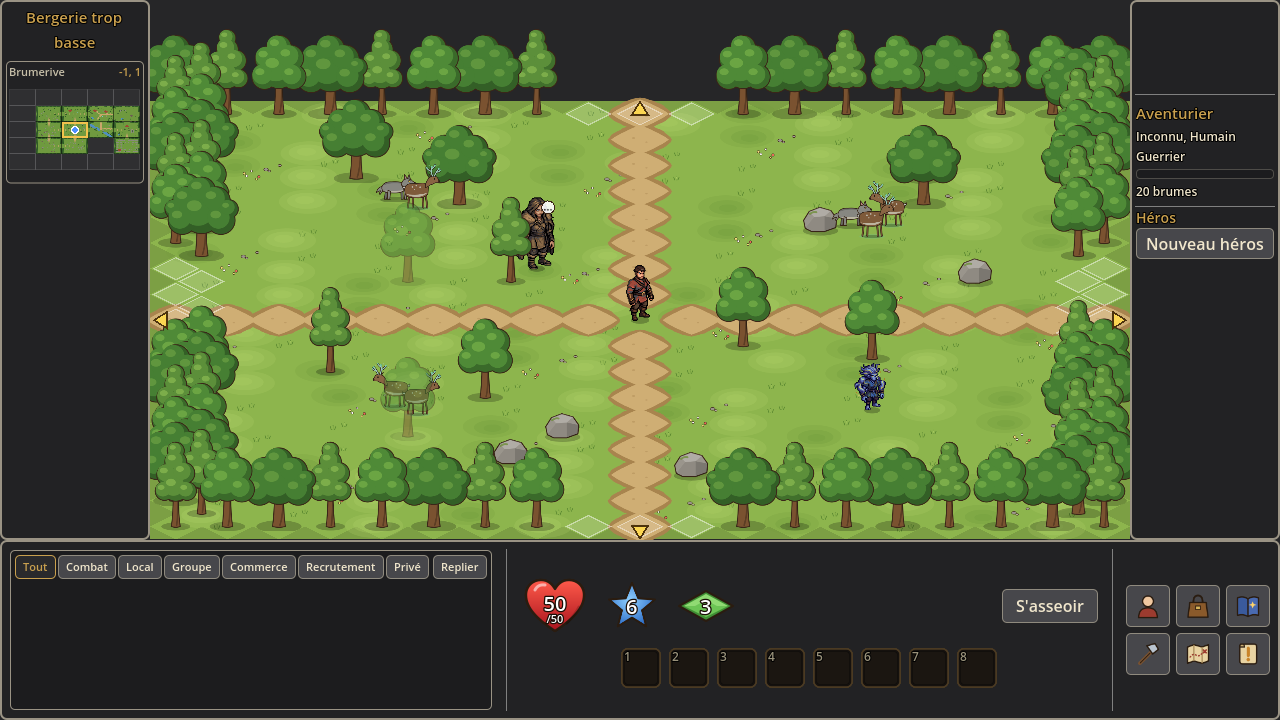 Bergerie trop
basse
Brumerive -1, 1
Aventurier
Inconnu, Humain
Guerrier
20 brumes
Héros
Nouveau héros
Tout Combat Local Groupe Commerce Recrutement Privé Replier
50
/50
6
3
S'asseoir
1 2 3 4 5 6 7 8